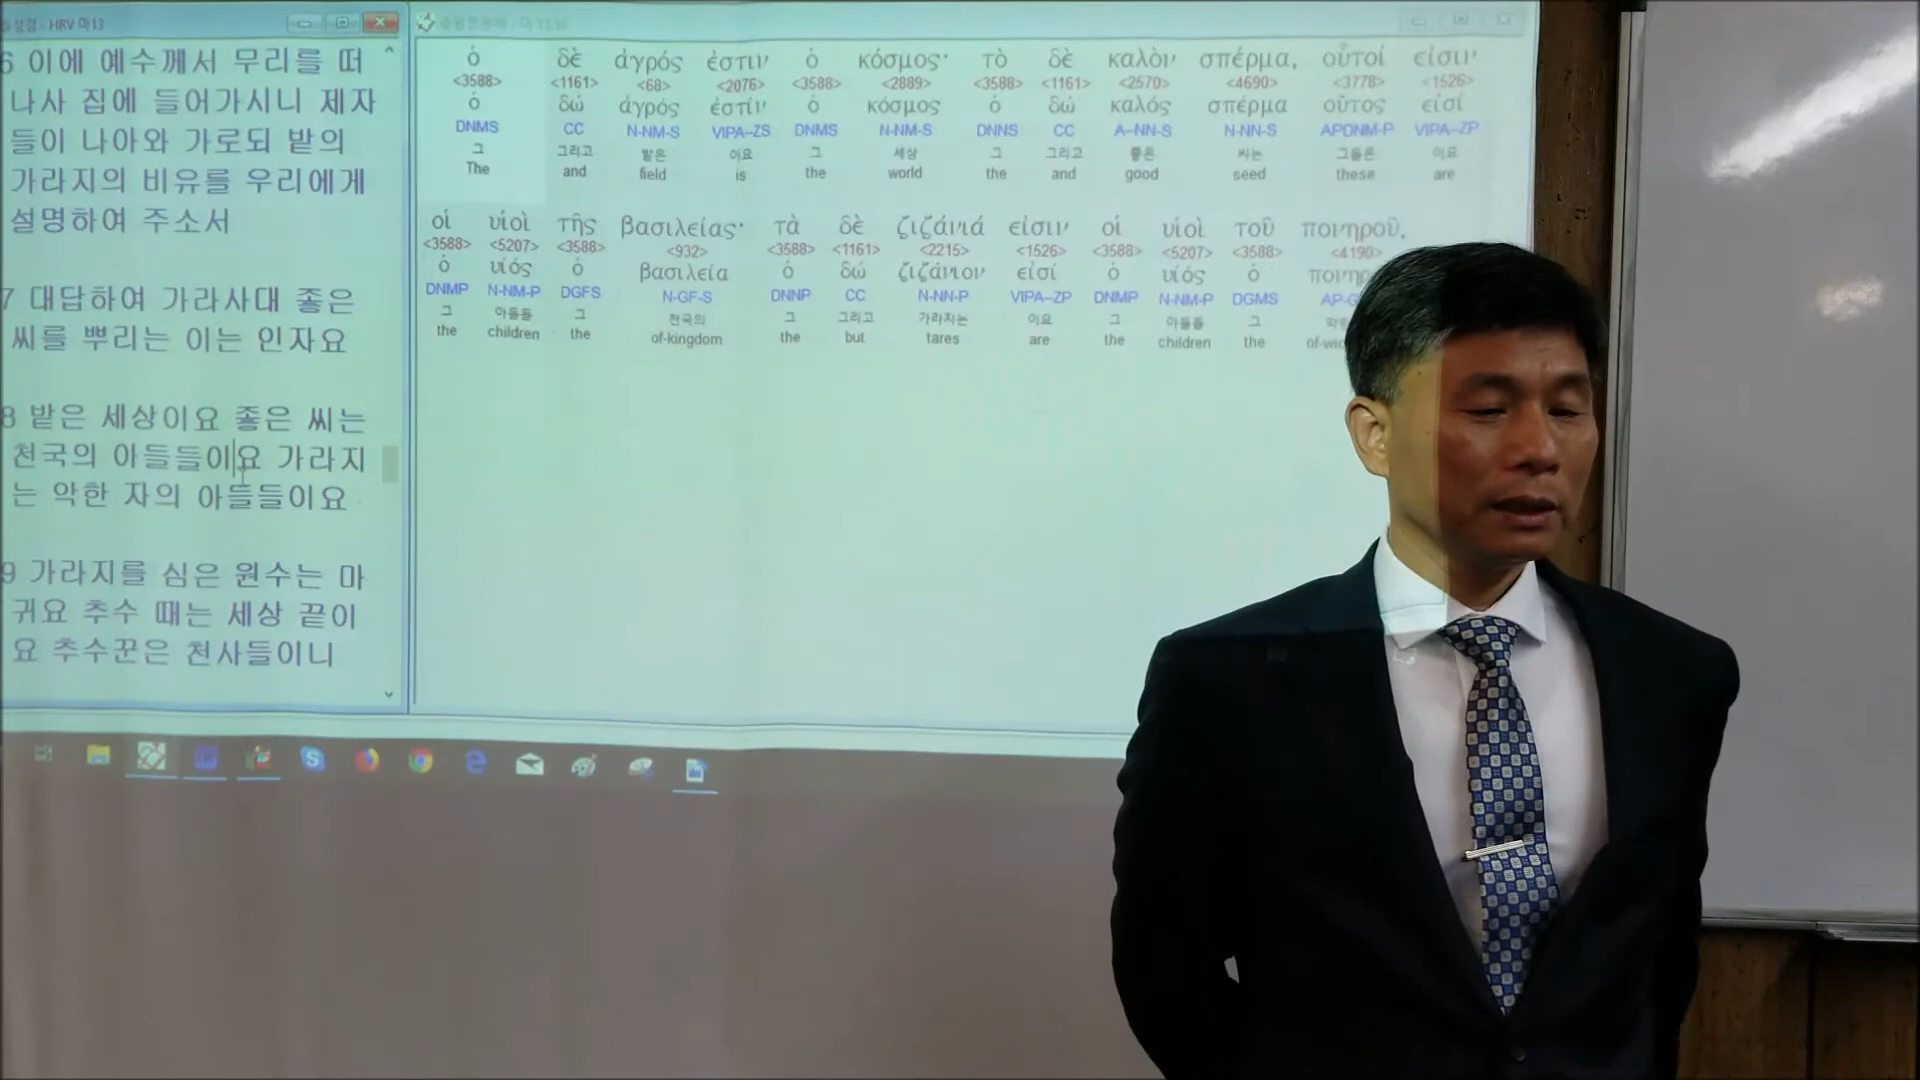 성경 - HRV 마13
6 이에 예수께서 무리를 떠
나사 집에 들어가시니 제자
들이 나아와 가로되 밭의
가라지의 비유를 우리에게
설명하여 주소서
7 대답하여 가라사대 좋은
씨를 뿌리는 이는 인자요
8 밭은 세상이요 좋은 씨는
천국의 아들들이요 가라지
는 악한 자의 아들들이요
9 가라지를 심은 원수는 마
귀요 추수 때는 세상 끝이
요 추수꾼은 천사들이니
ὁ δὲ ἀγρός ἐστιν ὁ κόσμος· τὸ δὲ καλὸν σπέρμα, οὗτοί εἰσιν
<3588> <1161> <68> <2076> <3588> <2889> <3588> <1161> <2570> <4690> <3778> <1526>
ὁ δώ ἀγρός ἐστίν ὁ κόσμος ὁ δώ καλός σπέρμα οὗτος εἰσί
DNMS CC N-NM-S VIPA--ZS DNMS N-NM-S DNNS CC A--NN-S N-NN-S APDNM-P VIPA--ZP
그 그리고 밭은 이요 그 세상 그 그리고 좋은 씨는 그들은 이요
The and field is the world the and good seed these are
οἱ υἱοὶ τῆς βασιλείας· τὰ δὲ ζιζάνιά εἰσιν οἱ υἱοὶ τοῦ πονηροῦ,
<3588> <5207> <3588> <932> <3588> <1161> <2215> <1526> <3588> <5207> <3588> <4190>
ὁ υἱός ὁ βασιλεία ὁ δώ ζιζάνιον εἰσί ὁ υἱός ὁ πονηρ
DNMP N-NM-P DGFS N-GF-S DNNP CC N-NN-P VIPA--ZP DNMP N-NM-P DGMS AP-G
그 아들들 그 천국의 그 그리고 가라지는 이요 그 아들들 그
the children the of-kingdom the but tares are the children the of-wic